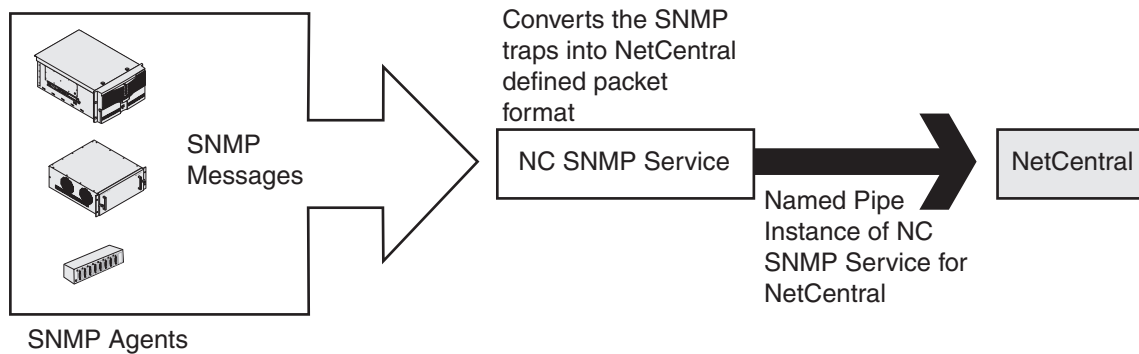 Converts the SNMP
traps into NetCentral
defined packet
format
SNMP
Messages
NC SNMP Service
NetCentral
Named Pipe
Instance of NC
SNMP Service for
NetCentral
SNMP Agents